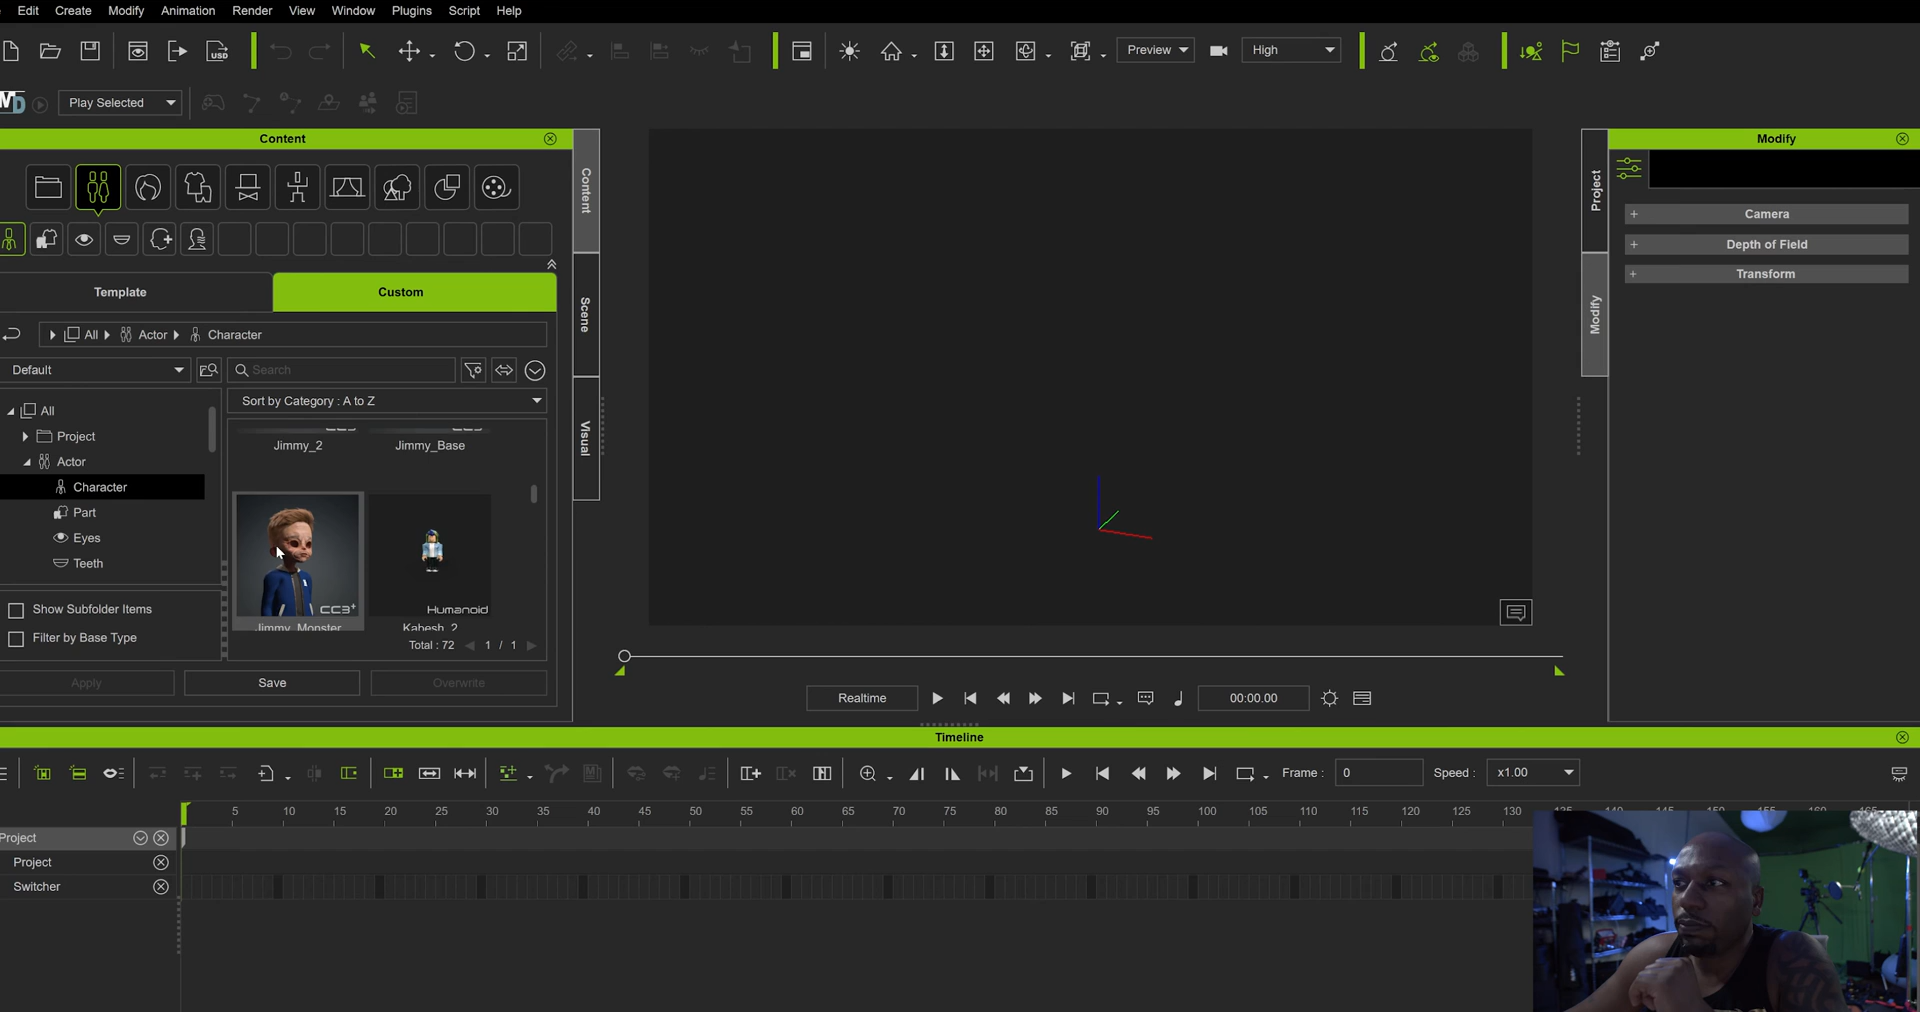 Edit Create Modify Animation Render View Window Plugins Script Help
USD
Preview
High
MD
Play Selected
Content
Modify
Content
Scene
Visual
Project
Modify
Camera
Depth of Field
Transform
Template
Custom
All Actor Character
Default
Search
Sort by Category : A to Z
All
Project
Actor
Character
Part
Eyes
Teeth
Jimmy_2
Jimmy_Base
CC3+
Humanoid
Jimmy_Monster
Kahesh_2
Show Subfolder Items
Filter by Base Type
Total : 72 1 / 1
Apply
Save
Overwrite
Realtime
00:00.00
Timeline
Frame : 0 Speed : x1.00
5 10 15 20 25 30 35 40 45 50 55 60 65 70 75 80 85 90 95 100 105 110 115 120 125 130
Project
Project
Switcher